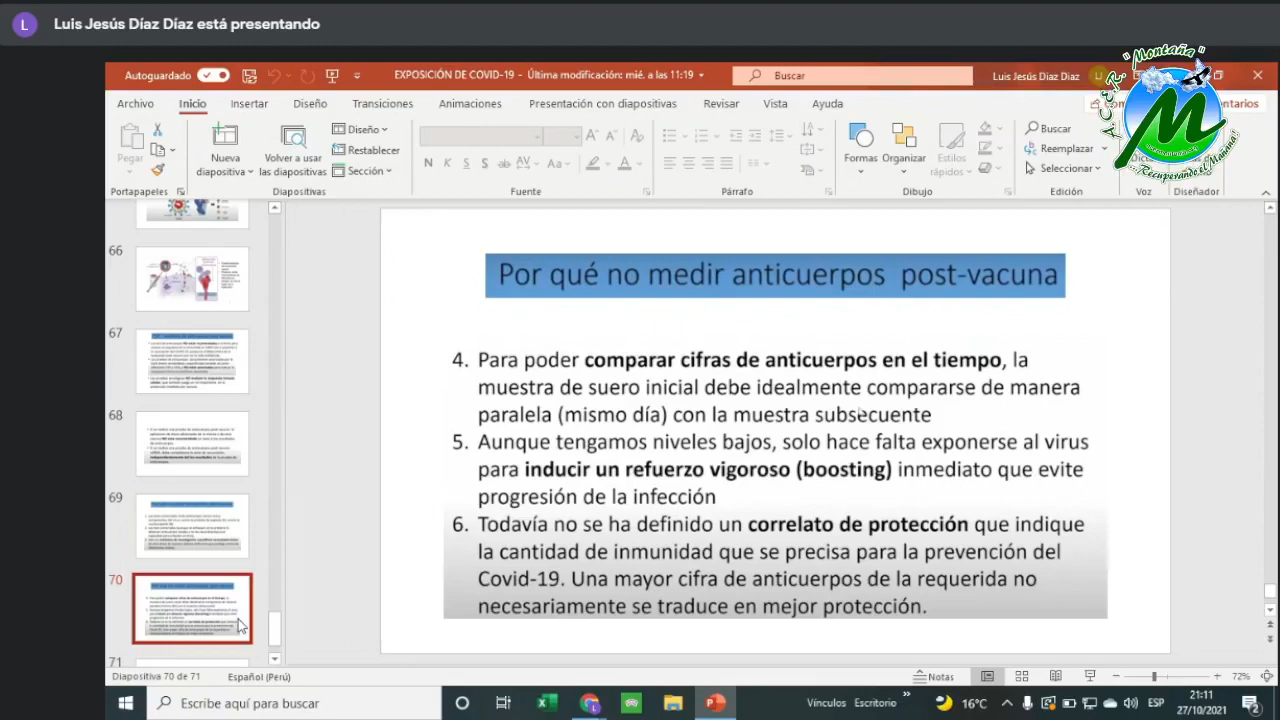 L Luis Jesús Díaz Díaz está presentando
Autoguardado
EXPOSICIÓN DE COVID-19 - Última modificación: mié. a las 11:19
Buscar
Luis Jesús Diaz Diaz
LJ
A.C.E.R. "Montaña"
M
..Recuperando el Mañana!
Archivo Inicio Insertar Diseño Transiciones Animaciones Presentación con diapositivas Revisar Vista Ayuda
Pegar
Nueva diapositiva
Volver a usar las diapositivas
Diseño
Restablecer
Sección
N K S S ab AV Aa A
Formas
Organizar
Estilos rápidos
Buscar
Reemplazar
Seleccionar
Portapapeles Diapositivas Fuente Párrafo Dibujo Edición Voz Diseñador
66
67
68
69
70
71
Por qué no medir anticuerpos post-vacuna
4. Para poder comparar cifras de anticuerpos en el tiempo, la
muestra de suero inicial debe idealmente compararse de manera
paralela (mismo día) con la muestra subsecuente
5. Aunque tengamos niveles bajos, solo hace falta exponerse al virus
para inducir un refuerzo vigoroso (boosting) inmediato que evite
progresión de la infección
6. Todavía no se ha definido un correlato de protección que indique
la cantidad de inmunidad que se precisa para la prevención del
Covid-19. Una mayor cifra de anticuerpos de la requerida no
necesariamente se traduce en mejor protección.
Diapositiva 70 de 71 Español (Perú)
Notas
72%
Escribe aquí para buscar
Vínculos Escritorio
16°C
ESP
21:11
27/10/2021
2